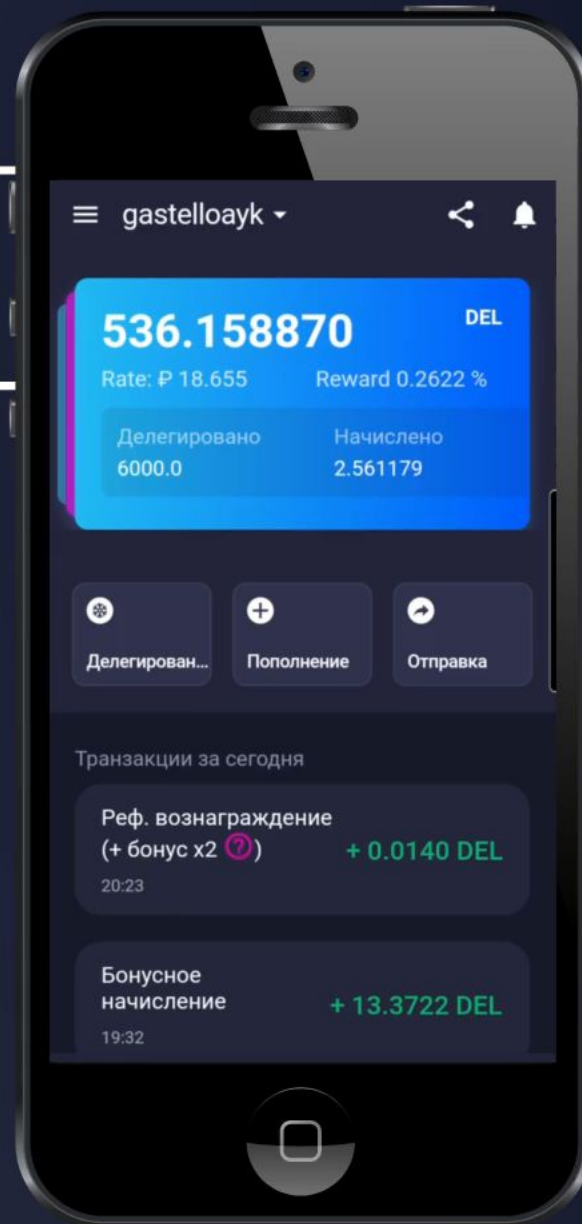 gastelloayk
536.158870
DEL
Rate: ₽ 18.655 Reward 0.2622 %
Делегировано Начислено
6000.0 2.561179
Делегирован... Пополнение Отправка
Транзакции за сегодня
Реф. вознаграждение
(+ бонус x2 ?) + 0.0140 DEL
20:23
Бонусное
начисление + 13.3722 DEL
19:32